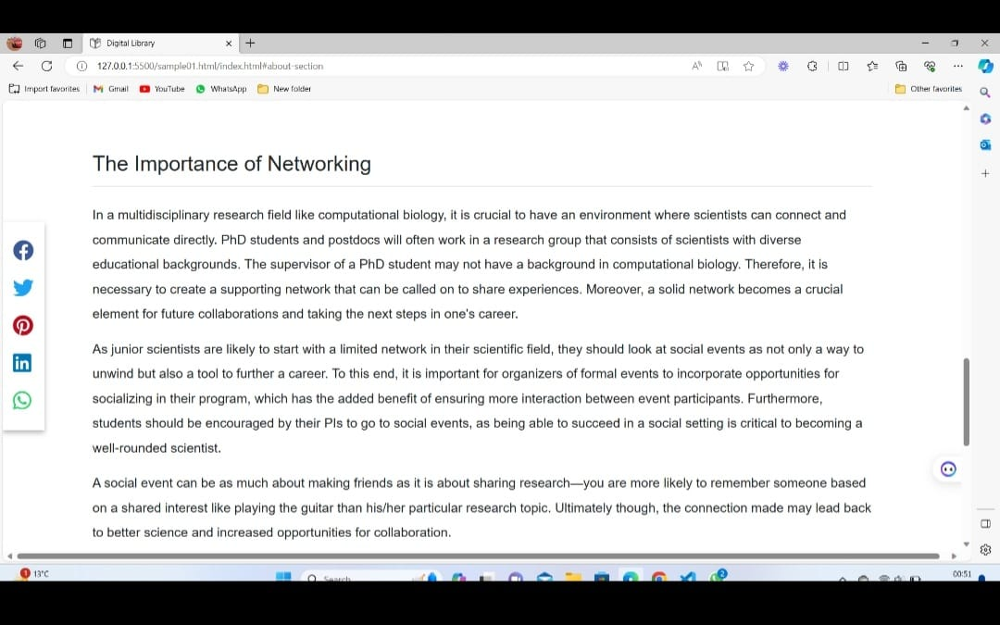 Digital Library
127.0.0.1:5500/sample01.html/index.html#about-section
Import favorites Gmail YouTube WhatsApp New folder Other favorites
The Importance of Networking
In a multidisciplinary research field like computational biology, it is crucial to have an environment where scientists can connect and
communicate directly. PhD students and postdocs will often work in a research group that consists of scientists with diverse
educational backgrounds. The supervisor of a PhD student may not have a background in computational biology. Therefore, it is
necessary to create a supporting network that can be called on to share experiences. Moreover, a solid network becomes a crucial
element for future collaborations and taking the next steps in one's career.
As junior scientists are likely to start with a limited network in their scientific field, they should look at social events as not only a way to
unwind but also a tool to further a career. To this end, it is important for organizers of formal events to incorporate opportunities for
socializing in their program, which has the added benefit of ensuring more interaction between event participants. Furthermore,
students should be encouraged by their PIs to go to social events, as being able to succeed in a social setting is critical to becoming a
well-rounded scientist.
A social event can be as much about making friends as it is about sharing research—you are more likely to remember someone based
on a shared interest like playing the guitar than his/her particular research topic. Ultimately though, the connection made may lead back
to better science and increased opportunities for collaboration.
1 13°C Search 2 00:51